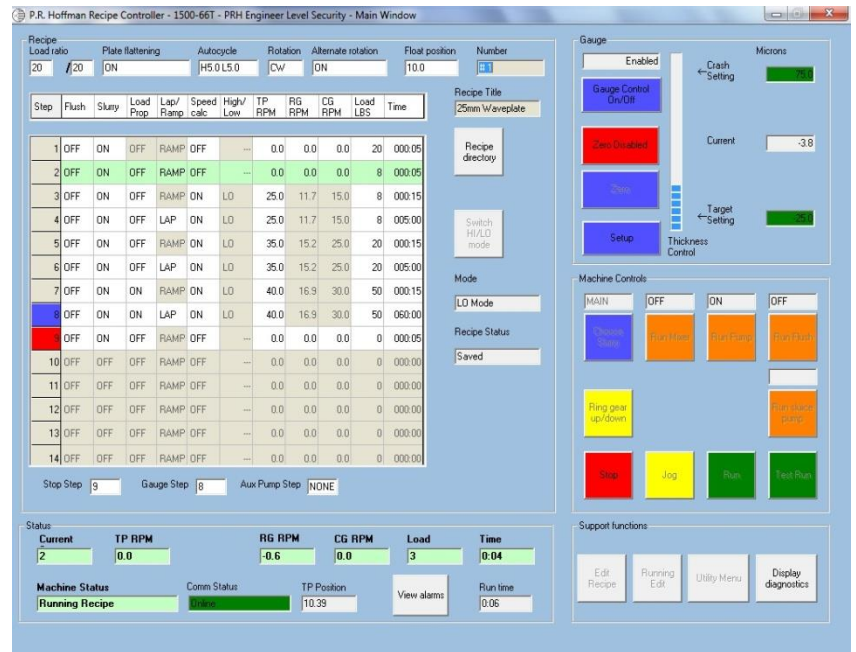 P.R. Hoffman Recipe Controller - 1500-66T - PRH Engineer Level Security - Main Window
Recipe
Load ratio Plate flattening Autocycle Rotation Alternate rotation Float position Number
20 / 20 ON H5.0 L5.0 CW ON 10.0 # 1
Recipe Title
25mm Waveplate
Step Flush Slurry Load Prop Lap/ Ramp Speed calc High/ Low TP RPM RG RPM CG RPM Load LBS Time
1 OFF ON OFF RAMP OFF --- 0.0 0.0 0.0 20 000:05
2 OFF ON OFF RAMP OFF --- 0.0 0.0 0.0 8 000:05
3 OFF ON OFF RAMP ON LO 25.0 11.7 15.0 8 000:15
4 OFF ON OFF LAP ON LO 25.0 11.7 15.0 8 005:00
5 OFF ON OFF RAMP ON LO 35.0 15.2 25.0 20 000:15
6 OFF ON OFF LAP ON LO 35.0 15.2 25.0 20 005:00
7 OFF ON ON RAMP ON LO 40.0 16.9 30.0 50 000:15
8 OFF ON ON LAP ON LO 40.0 16.9 30.0 50 060:00
9 OFF ON ON RAMP OFF --- 0.0 0.0 0.0 0 000:05
10 OFF OFF OFF RAMP OFF --- 0.0 0.0 0.0 0 000:00
11 OFF OFF OFF RAMP OFF --- 0.0 0.0 0.0 0 000:00
12 OFF OFF OFF RAMP OFF --- 0.0 0.0 0.0 0 000:00
13 OFF OFF OFF RAMP OFF --- 0.0 0.0 0.0 0 000:00
14 OFF OFF OFF RAMP OFF --- 0.0 0.0 0.0 0 000:00
Recipe directory
Switch HI/LO mode
Mode
LO Mode
Recipe Status
Saved
Stop Step 9 Gauge Step 8 Aux Pump Step NONE
Gauge
Enabled
Microns
Gauge Control On/Off
←Crash Setting 75.0
Zero Disabled
Current -3.8
Zero
←Target Setting -25.0
Setup
Thickness Control
Machine Controls
MAIN OFF ON OFF
Choose Slurry Run Mixer Run Pump Run Flush
Ring gear up/down Run sluice pump
Stop Jog Run Test Run
Status
Current TP RPM RG RPM CG RPM Load Time
2 0.0 -0.6 0.0 3 0:04
Machine Status Comm Status TP Position Run time
Running Recipe Online 10.39 View alarms 0:06
Support functions
Edit Recipe Running Edit Utility Menu Display diagnostics